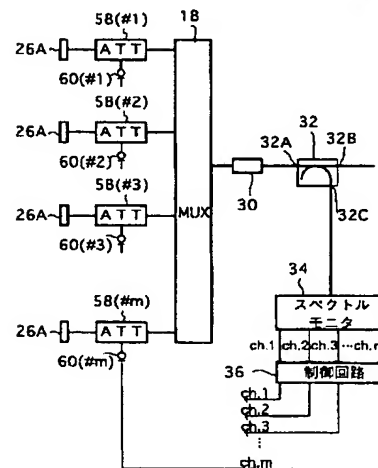 58(#1)
18
26A
ATT
60(#1)
58(#2)
26A
ATT
60(#2)
58(#3)
26A
ATT
60(#3)
MUX
30
32
32A
32B
32C
34
スペクトル
モニタ
58(#m)
26A
ATT
60(#m)
ch.1 ch.2 ch.3 …ch.m
36
制御回路
ch.1
ch.2
ch.3
⋮
ch.m